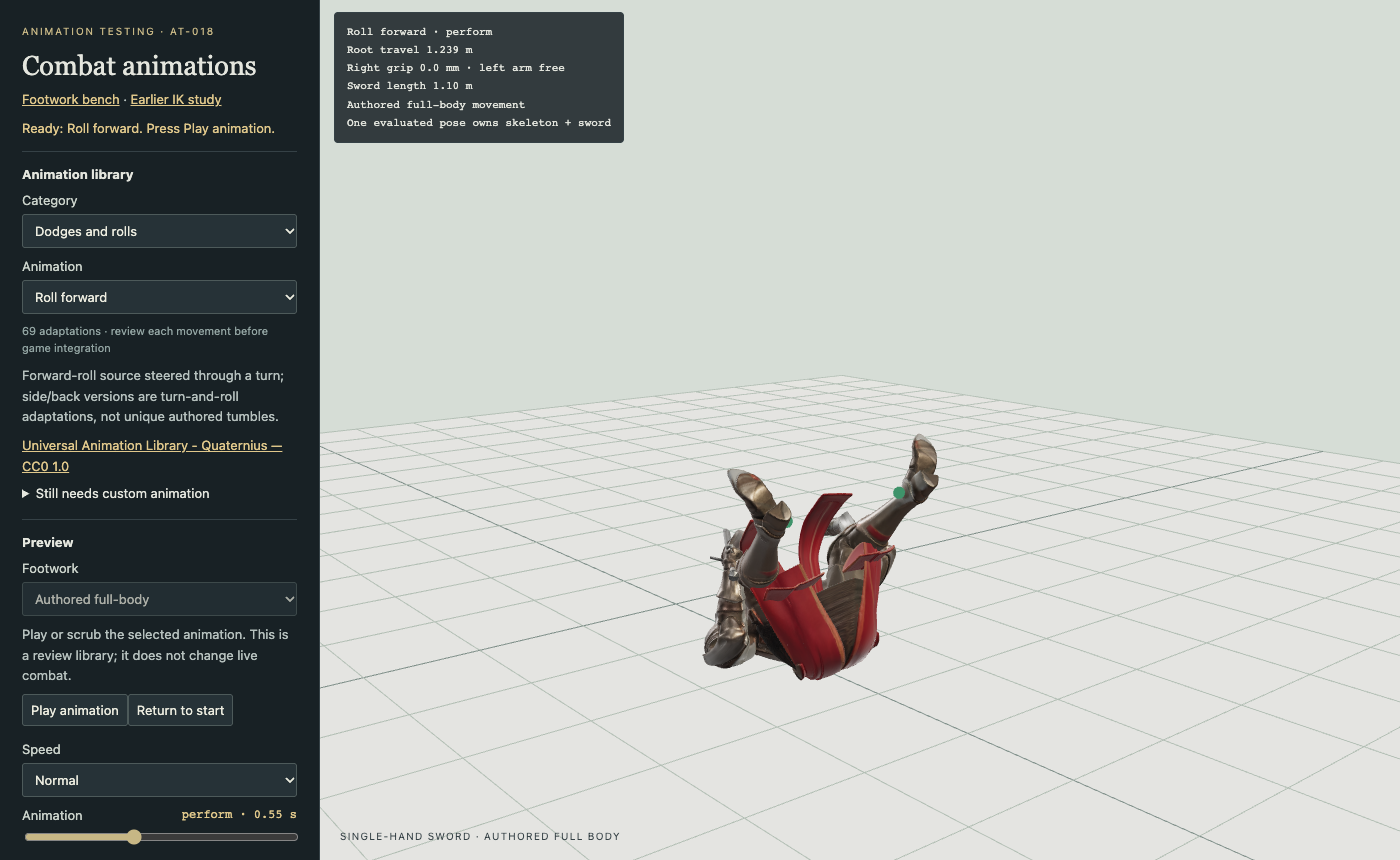 ANIMATION TESTING · AT-018
Combat animations
Footwork bench · Earlier IK study
Ready: Roll forward. Press Play animation.
Animation library
Category
Dodges and rolls
Animation
Roll forward
69 adaptations · review each movement before
game integration
Forward-roll source steered through a turn;
side/back versions are turn-and-roll
adaptations, not unique authored tumbles.
Universal Animation Library - Quaternius —
CC0 1.0
Still needs custom animation
Preview
Footwork
Authored full-body
Play or scrub the selected animation. This is
a review library; it does not change live
combat.
Play animation
Return to start
Speed
Normal
Animation
perform · 0.55 s
Roll forward · perform
Root travel 1.239 m
Right grip 0.0 mm · left arm free
Sword length 1.10 m
Authored full-body movement
One evaluated pose owns skeleton + sword
SINGLE-HAND SWORD · AUTHORED FULL BODY